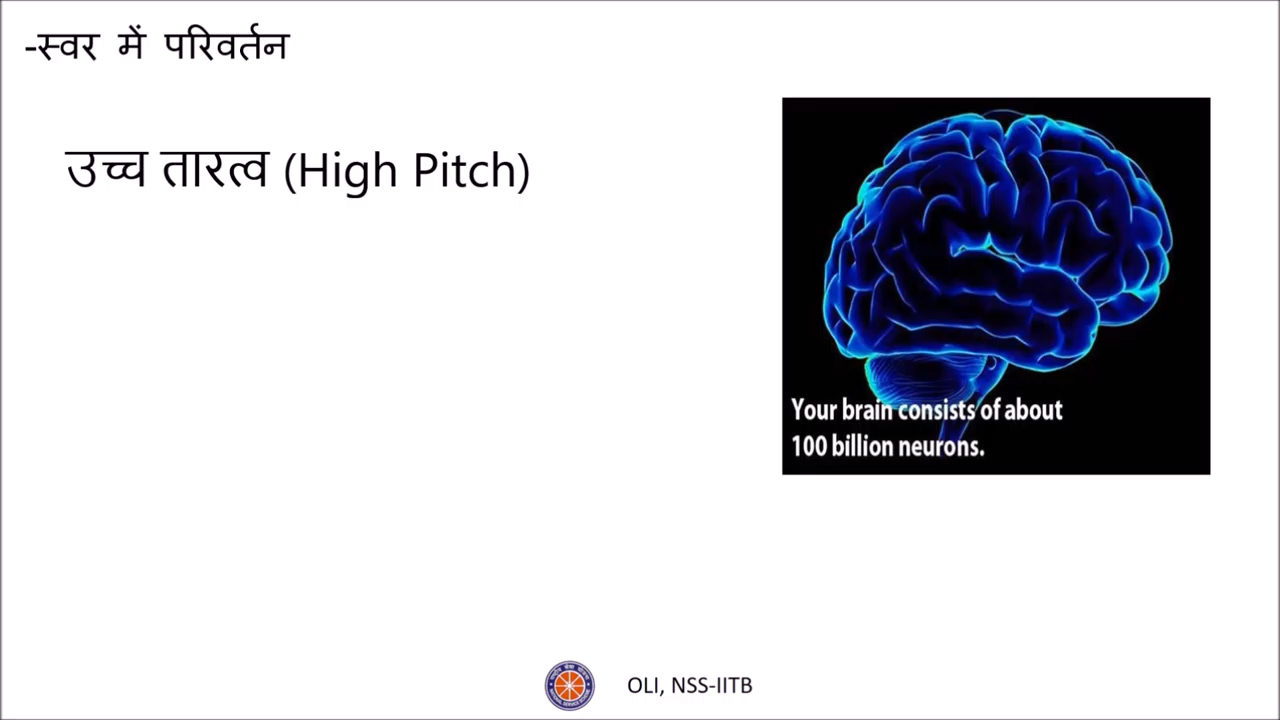 -स्वर में परिवर्तन
उच्च तारत्व (High Pitch)
Your brain consists of about
100 billion neurons.
OLI, NSS-IITB